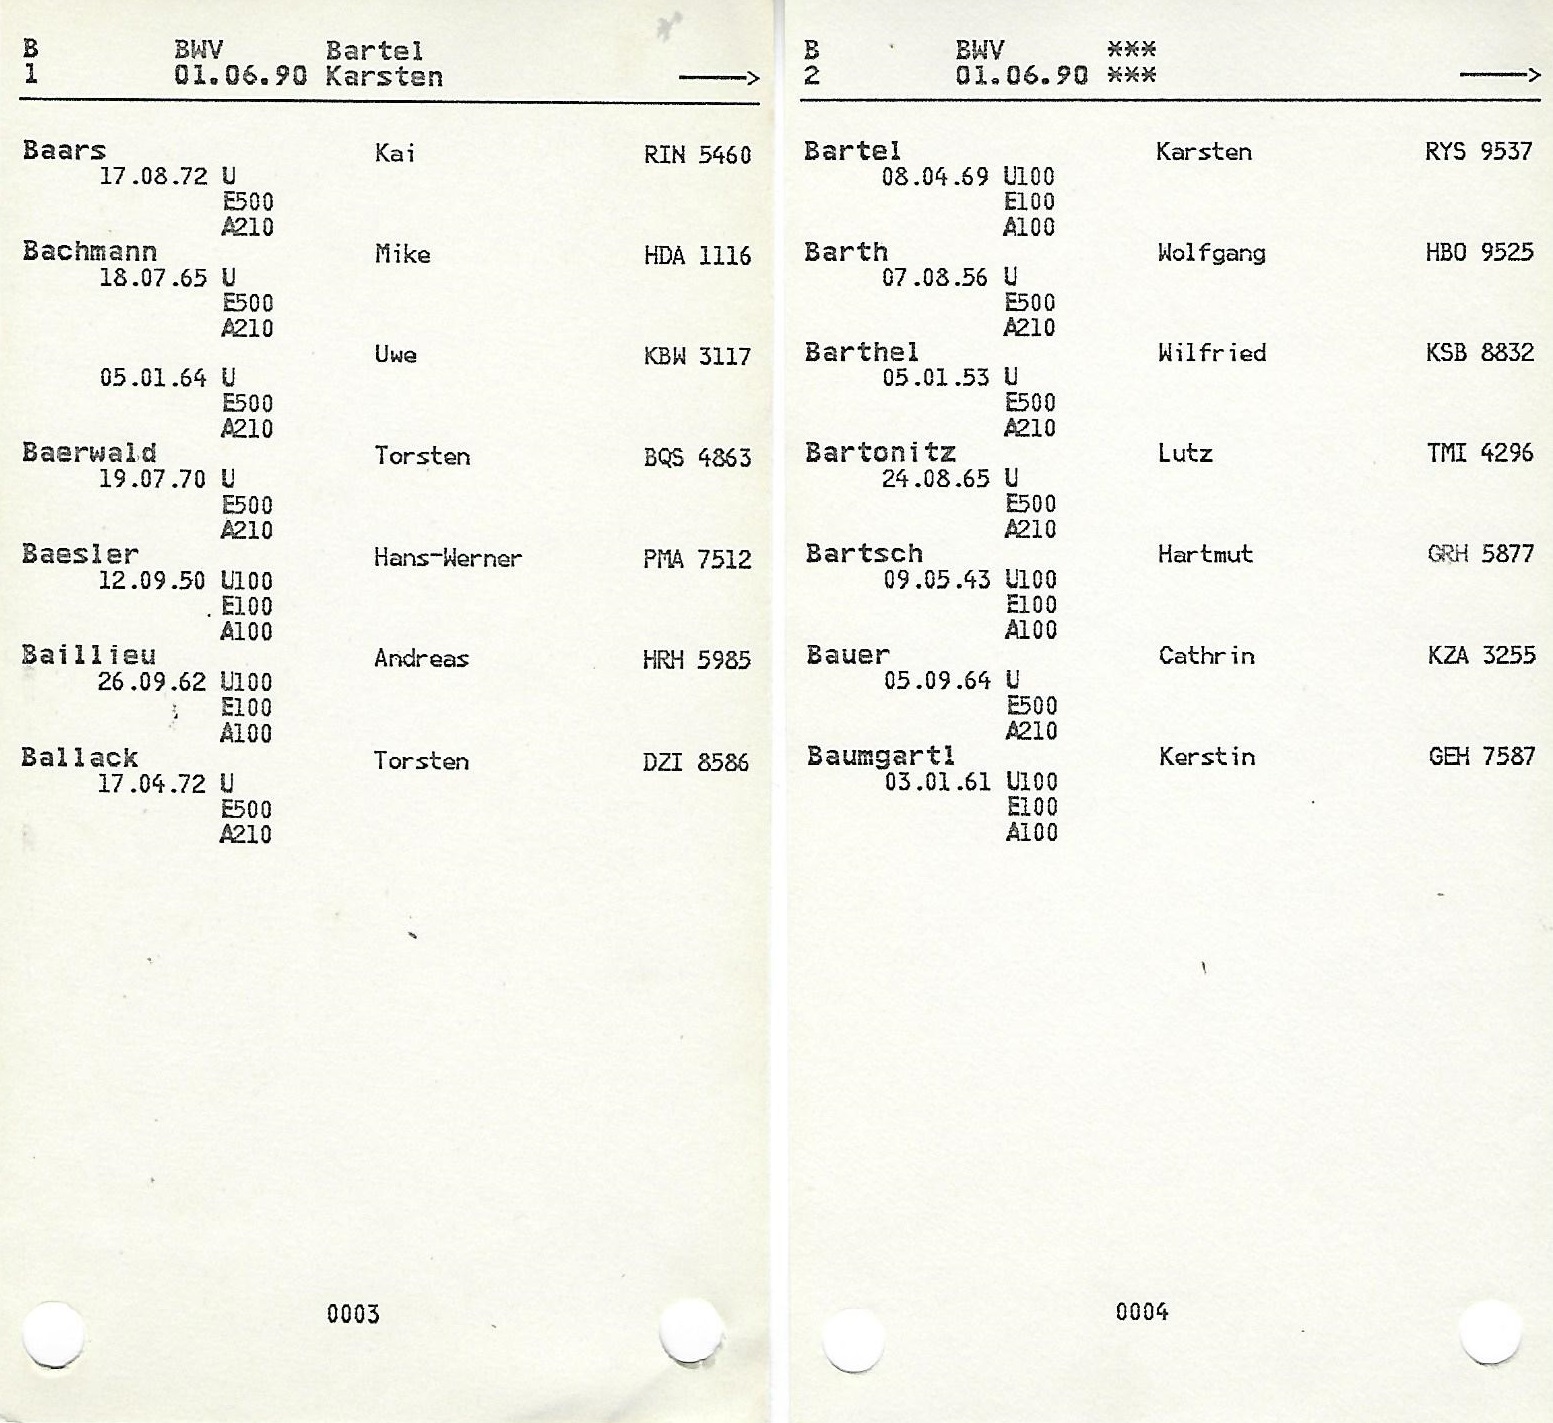 B BWV Bartel
1 01.06.90 Karsten ———>
Baars Kai RIN 5460
17.08.72 U
E500
A210
Bachmann Mike HDA 1116
18.07.65 U
E500
A210
Uwe KBW 3117
05.01.64 U
E500
A210
Baerwald Torsten BQS 4863
19.07.70 U
E500
A210
Baesler Hans-Werner PMA 7512
12.09.50 U100
E100
A100
Baillieu Andreas HRH 5985
26.09.62 U100
E100
A100
Ballack Torsten DZI 8586
17.04.72 U
E500
A210
0003
B BWV ***
2 01.06.90 *** ———>
Bartel Karsten RYS 9537
08.04.69 U100
E100
A100
Barth Wolfgang HBO 9525
07.08.56 U
E500
A210
Barthel Wilfried KSB 8832
05.01.53 U
E500
A210
Bartonitz Lutz TMI 4296
24.08.65 U
E500
A210
Bartsch Hartmut GRH 5877
09.05.43 U100
E100
A100
Bauer Cathrin KZA 3255
05.09.64 U
E500
A210
Baumgartl Kerstin GEH 7587
03.01.61 U100
E100
A100
0004